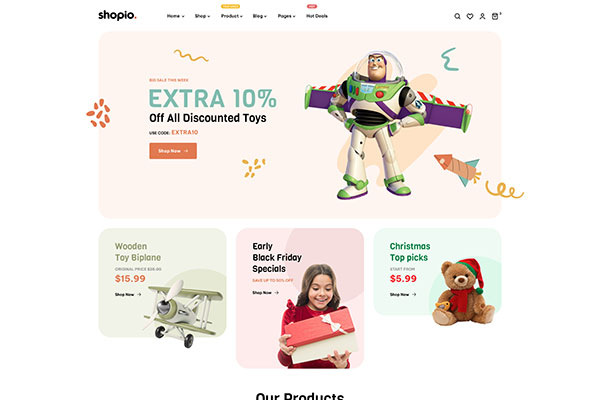 shopio.
Home
Shop
Product
Blog
Pages
HOT
Hot Deals
BIG SALE THIS WEEK
EXTRA 10%
Off All Discounted Toys
USE CODE: EXTRA10
Shop Now
Wooden
Toy Biplane
ORIGINAL PRICE
$15.99
Shop Now
Early
Black Friday
Specials
SAVE UP TO 50% OFF
Shop Now
Christmas
Top picks
START FROM
$5.99
Shop Now
Our Products